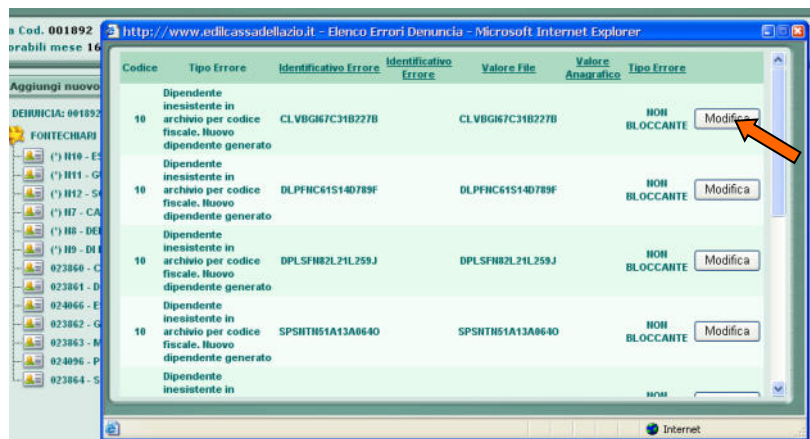 a Cod. 001892
orabili mese 16
Aggiungi nuovo
DENUNCIA: 001892
FONTECHIARI
(*) N10 - ES
(*) N11 - G
(*) N12 - S
(*) N7 - CA
(*) N8 - DE
(*) N9 - DI
023860 - C
023861 - D
024066 - E
023862 - G
023863 - M
024096 - P
023864 - S
http://www.edilcassadellazio.it - Elenco Errori Denuncia - Microsoft Internet Explorer
Codice Tipo Errore Identificativo Errore Identificativo Errore Valore File Valore Anagrafico Tipo Errore
Dipendente
inesistente in
10 archivio per codice CLVBGI67C31B227B CLVBGI67C31B227B NON BLOCCANTE Modifica
fiscale. Nuovo
dipendente generato
Dipendente
inesistente in
10 archivio per codice DLPFNC61S14D789F DLPFNC61S14D789F NON BLOCCANTE Modifica
fiscale. Nuovo
dipendente generato
Dipendente
inesistente in
10 archivio per codice DPLSFN82L21L259J DPLSFN82L21L259J NON BLOCCANTE Modifica
fiscale. Nuovo
dipendente generato
Dipendente
inesistente in
10 archivio per codice SPSNTN51A13A064O SPSNTN51A13A064O NON BLOCCANTE Modifica
fiscale. Nuovo
dipendente generato
Dipendente
inesistente in
NON
Internet